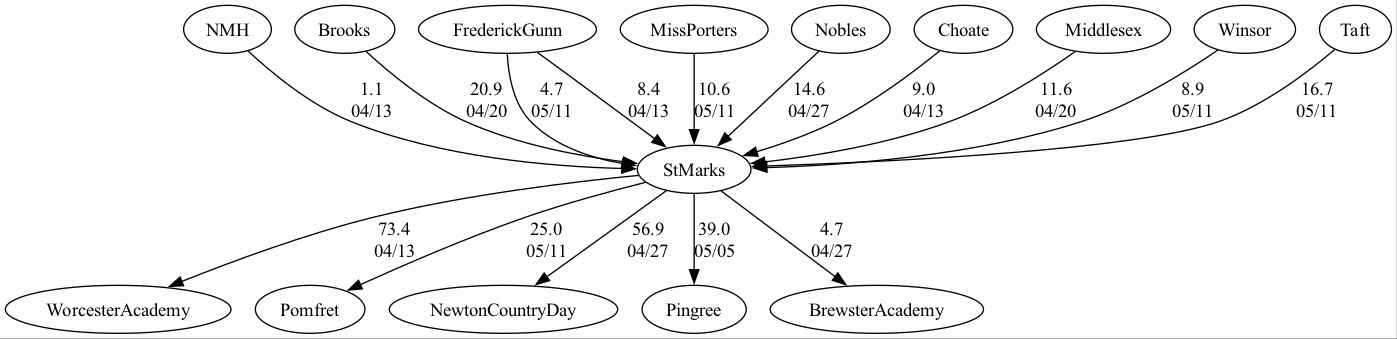 NMH
Brooks
FrederickGunn
MissPorters
Nobles
Choate
Middlesex
Winsor
Taft
1.1
04/13
20.9
04/20
4.7
05/11
8.4
04/13
10.6
05/11
14.6
04/27
9.0
04/13
11.6
04/20
8.9
05/11
16.7
05/11
StMarks
73.4
04/13
25.0
05/11
56.9
04/27
39.0
05/05
4.7
04/27
WorcesterAcademy
Pomfret
NewtonCountryDay
Pingree
BrewsterAcademy